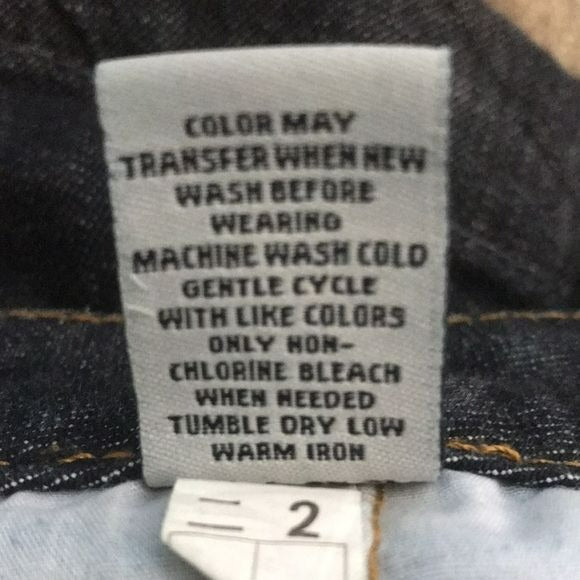 COLOR MAY
TRANSFER WHEN NEW
WASH BEFORE
WEARING
MACHINE WASH COLD
GENTLE CYCLE
WITH LIKE COLORS
ONLY NON-
CHLORINE BLEACH
WHEN NEEDED
TUMBLE DRY LOW
WARM IRON
2